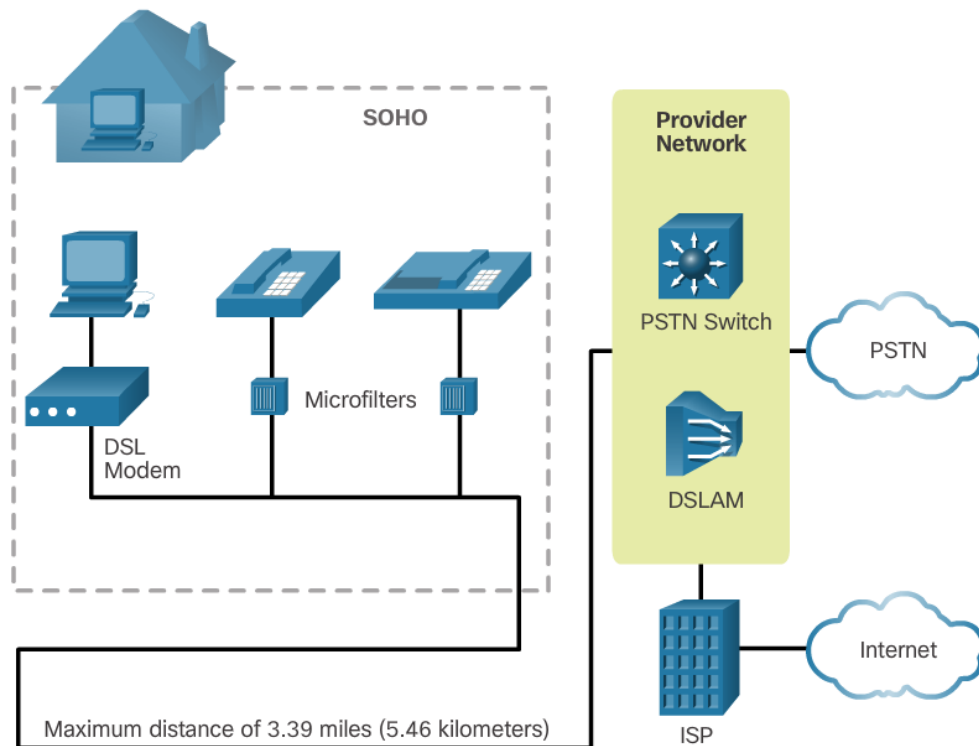 SOHO
Provider
Network
PSTN Switch
PSTN
Microfilters
DSL
Modem
DSLAM
Internet
Maximum distance of 3.39 miles (5.46 kilometers)
ISP